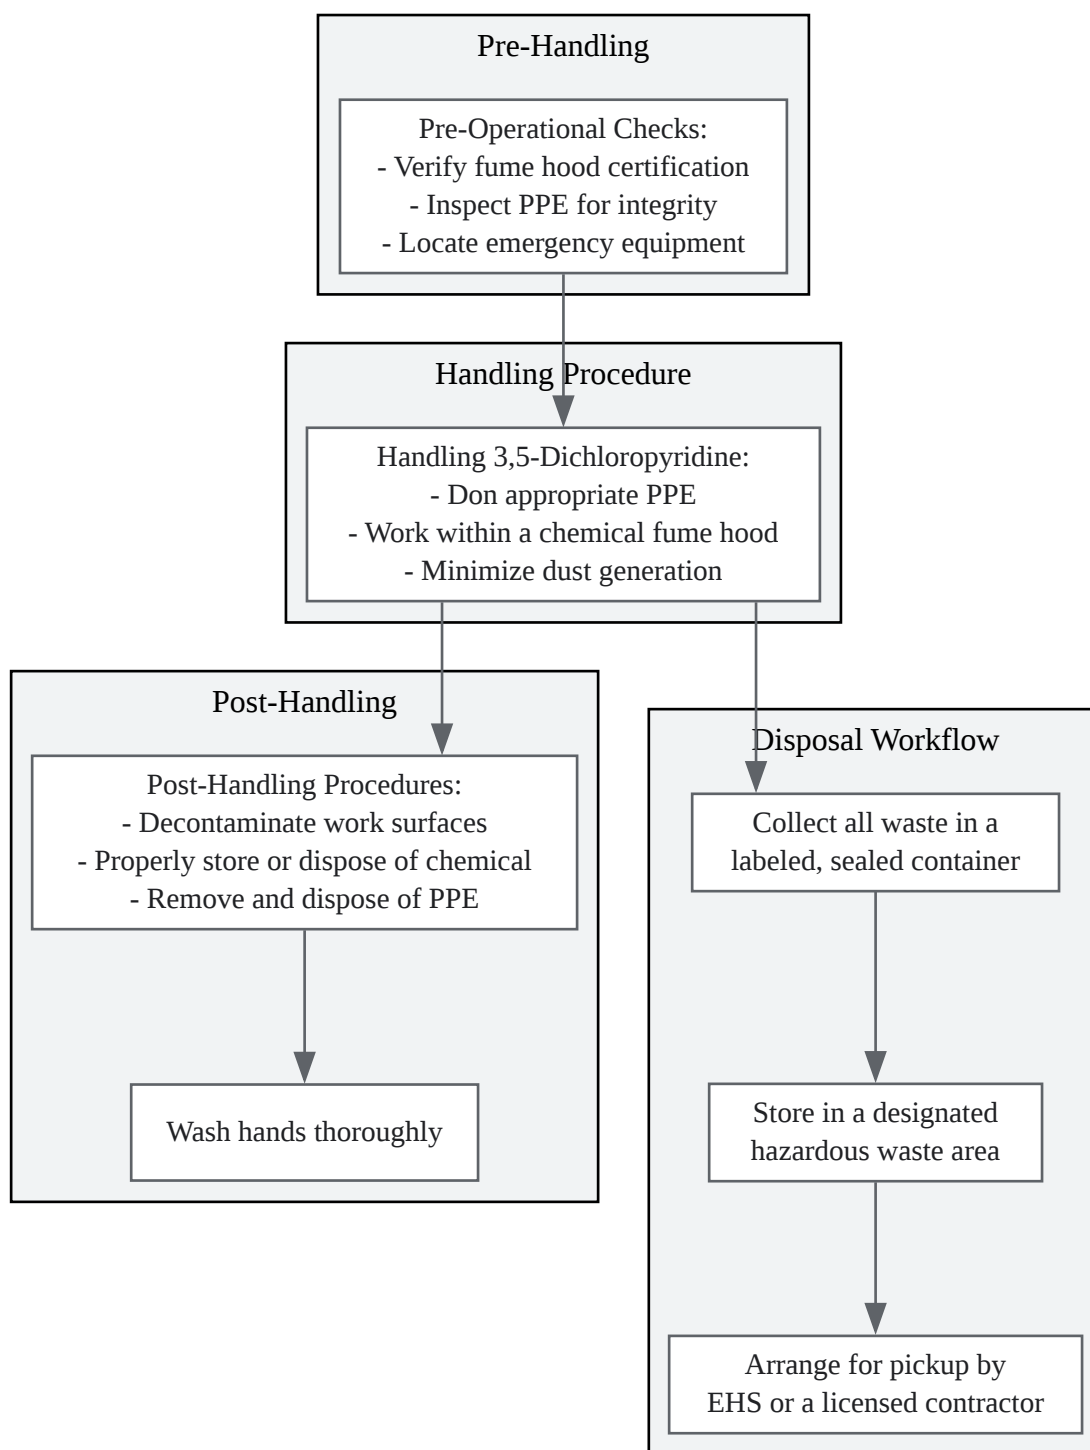 Pre-Handling
Pre-Operational Checks:
- Verify fume hood certification
- Inspect PPE for integrity
- Locate emergency equipment
Handling Procedure
Handling 3,5-Dichloropyridine:
- Don appropriate PPE
- Work within a chemical fume hood
- Minimize dust generation
Post-Handling
Post-Handling Procedures:
- Decontaminate work surfaces
- Properly store or dispose of chemical
- Remove and dispose of PPE
Wash hands thoroughly
Disposal Workflow
Collect all waste in a
labeled, sealed container
Store in a designated
hazardous waste area
Arrange for pickup by
EHS or a licensed contractor